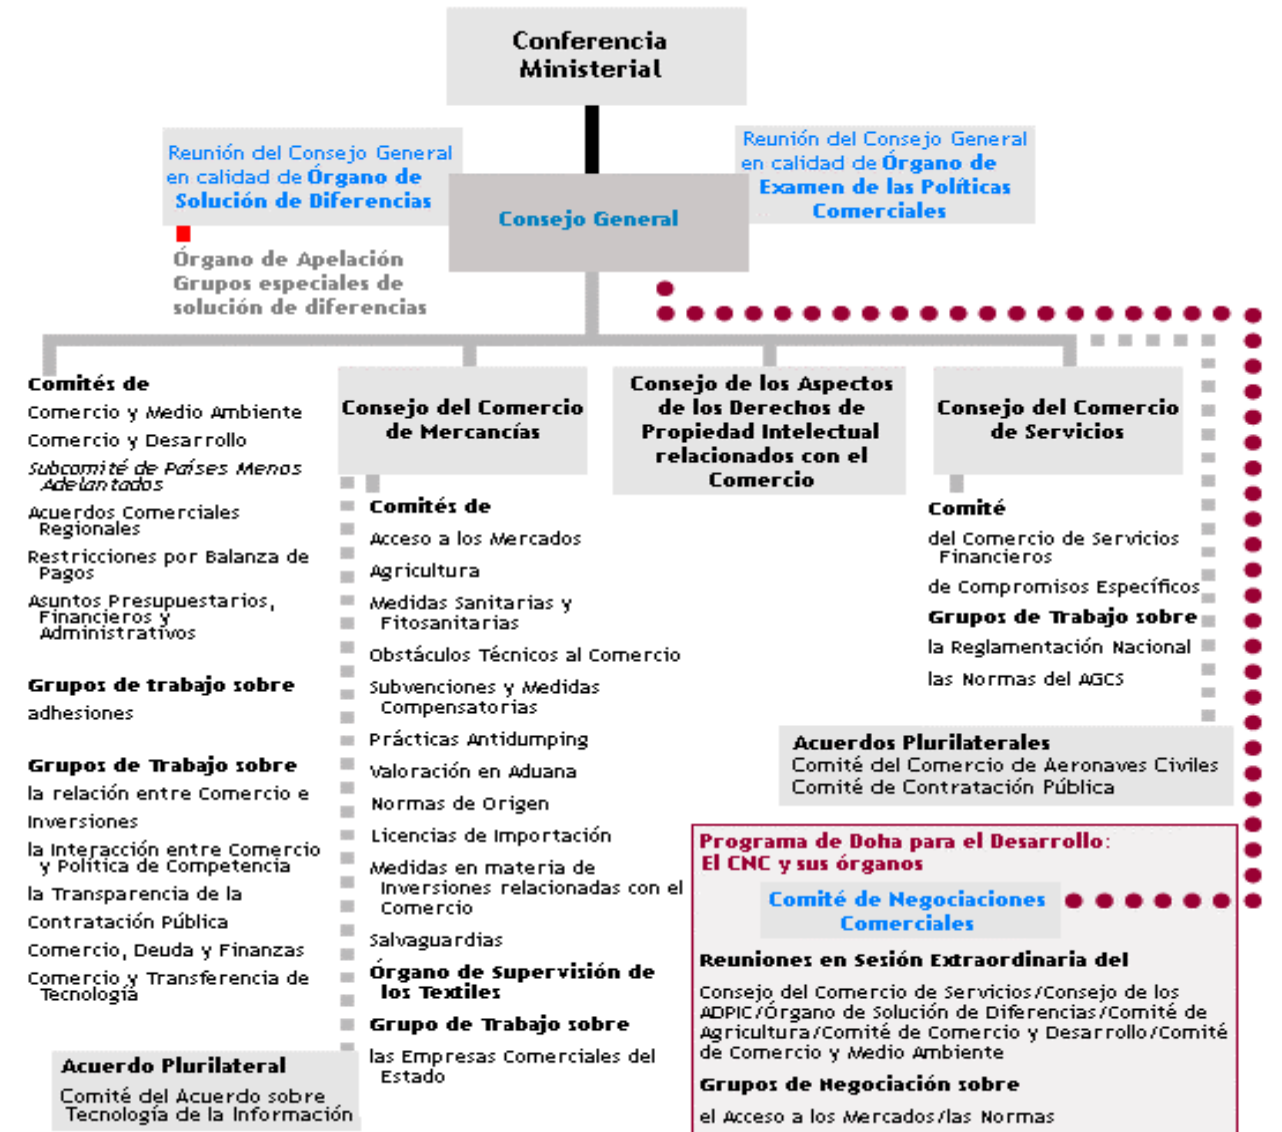 Conferencia
Ministerial
Reunión del Consejo General
en calidad de Órgano de
Solución de Diferencias
Reunión del Consejo General
en calidad de Órgano de
Examen de las Políticas
Comerciales
Consejo General
Órgano de Apelación
Grupos especiales de
solución de diferencias
Comités de
Comercio y Medio Ambiente
Comercio y Desarrollo
Subcomité de Países Menos
Adelantados
Acuerdos Comerciales
Regionales
Restricciones por Balanza de
Pagos
Asuntos Presupuestarios,
Financieros y
Administrativos
Grupos de trabajo sobre
adhesiones
Grupos de Trabajo sobre
la relación entre Comercio e
Inversiones
la Interacción entre Comercio
y Política de Competencia
la Transparencia de la
Contratación Pública
Comercio, Deuda y Finanzas
Comercio y Transferencia de
Tecnología
Acuerdo Plurilateral
Comité del Acuerdo sobre
Tecnología de la Información
Consejo del Comercio
de Mercancías
Comités de
Acceso a los Mercados
Agricultura
Medidas Sanitarias y
Fitosanitarias
Obstáculos Técnicos al Comercio
Subvenciones y Medidas
Compensatorias
Prácticas Antidumping
Valoración en Aduana
Normas de Origen
Licencias de Importación
Medidas en materia de
Inversiones relacionadas con el
Comercio
Salvaguardias
Órgano de Supervisión de
los Textiles
Grupo de Trabajo sobre
las Empresas Comerciales del
Estado
Consejo de los Aspectos
de los Derechos de
Propiedad Intelectual
relacionados con el
Comercio
Consejo del Comercio
de Servicios
Comité
del Comercio de Servicios
Financieros
de Compromisos Específicos
Grupos de Trabajo sobre
la Reglamentación Nacional
las Normas del AGCS
Acuerdos Plurilaterales
Comité del Comercio de Aeronaves Civiles
Comité de Contratación Pública
Programa de Doha para el Desarrollo:
El CNC y sus órganos
Comité de Negociaciones
Comerciales
Reuniones en Sesión Extraordinaria del
Consejo del Comercio de Servicios/Consejo de los
ADPIC/Órgano de Solución de Diferencias/Comité de
Agricultura/Comité de Comercio y Desarrollo/Comité
de Comercio y Medio Ambiente
Grupos de Negociación sobre
el Acceso a los Mercados/las Normas